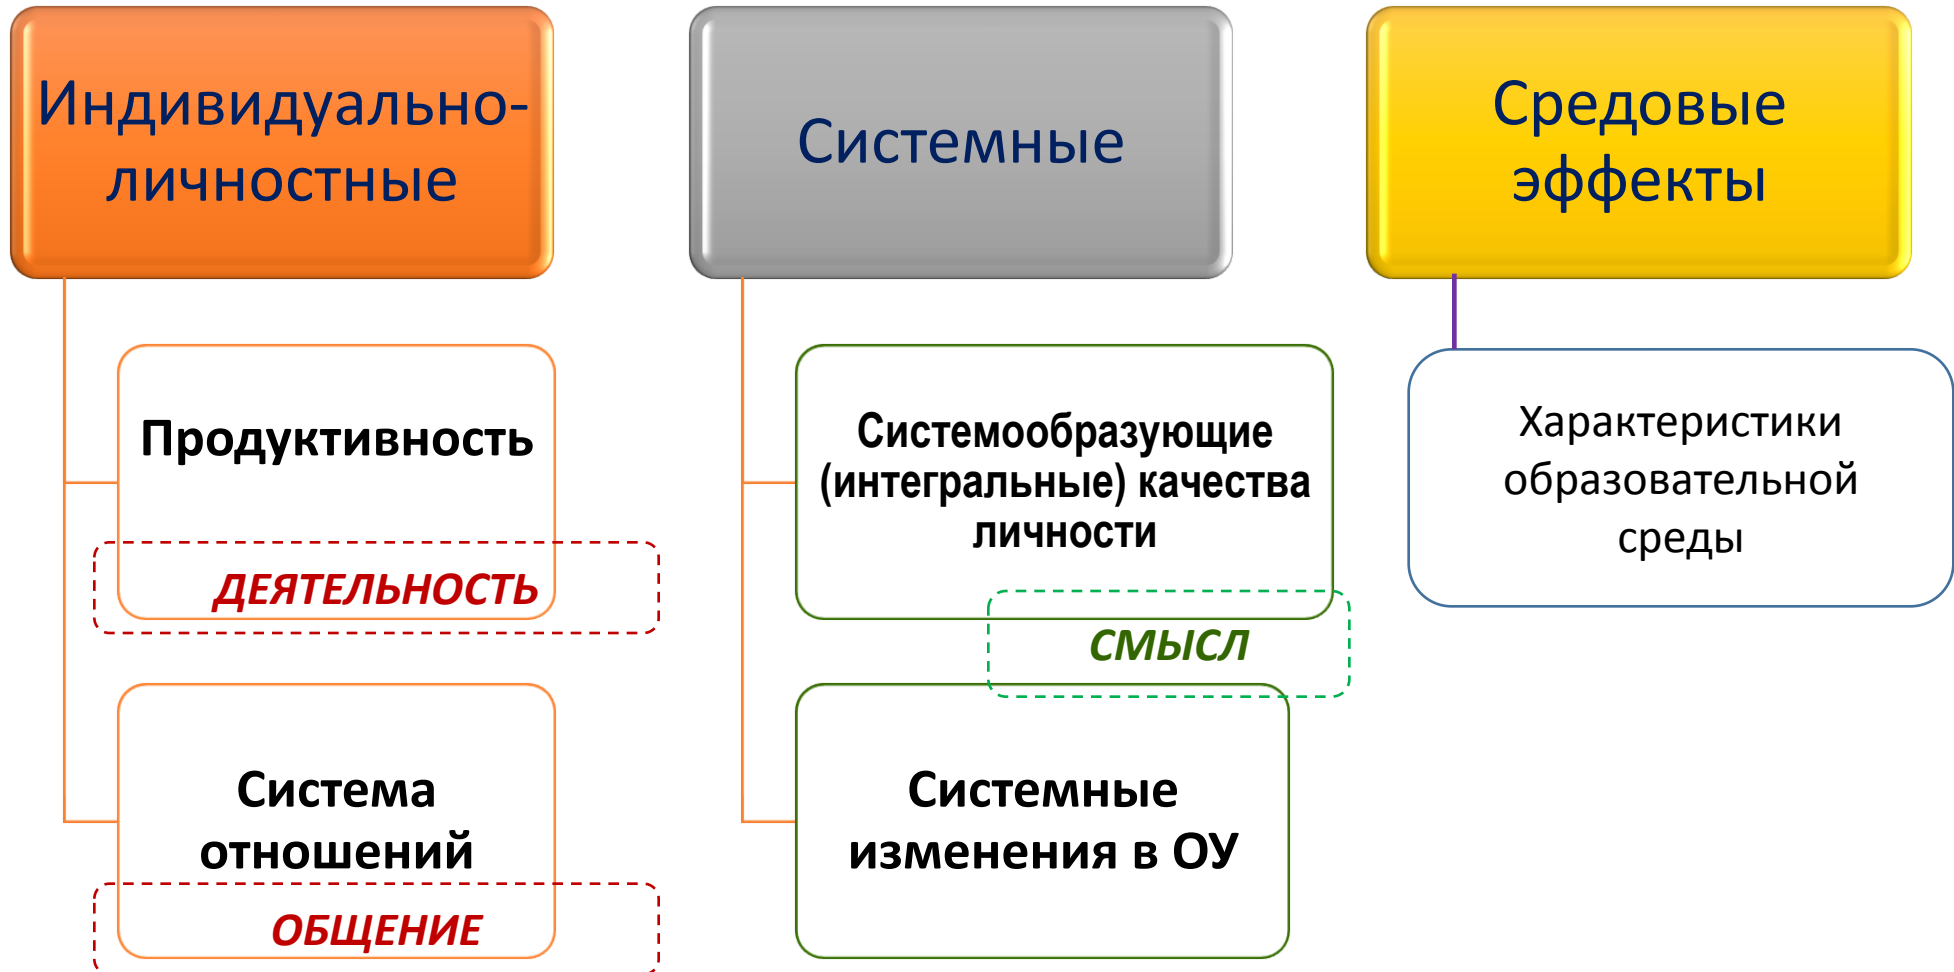 Индивидуально-
личностные
Продуктивность
ДЕЯТЕЛЬНОСТЬ
Система
отношений
ОБЩЕНИЕ
Системные
Системообразующие
(интегральные) качества
личности
СМЫСЛ
Системные
изменения в ОУ
Средовые
эффекты
Характеристики
образовательной
среды